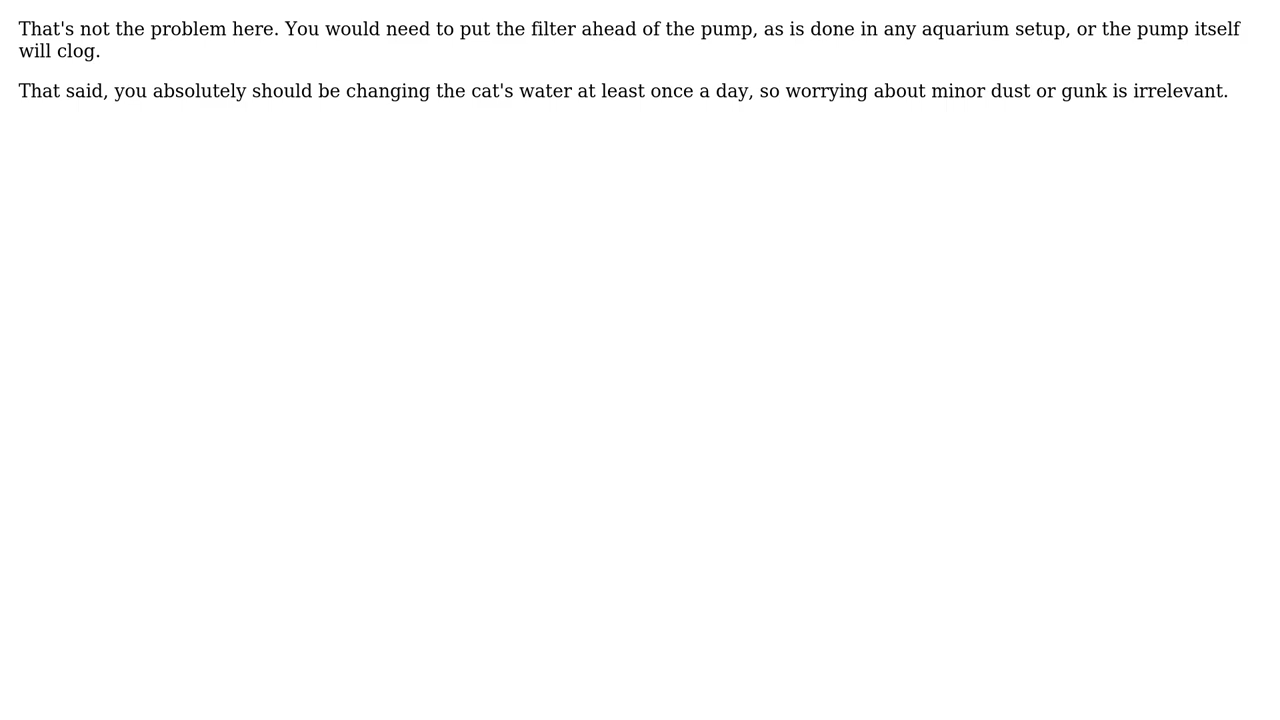 That's not the problem here. You would need to put the filter ahead of the pump, as is done in any aquarium setup, or the pump itself
will clog.
That said, you absolutely should be changing the cat's water at least once a day, so worrying about minor dust or gunk is irrelevant.